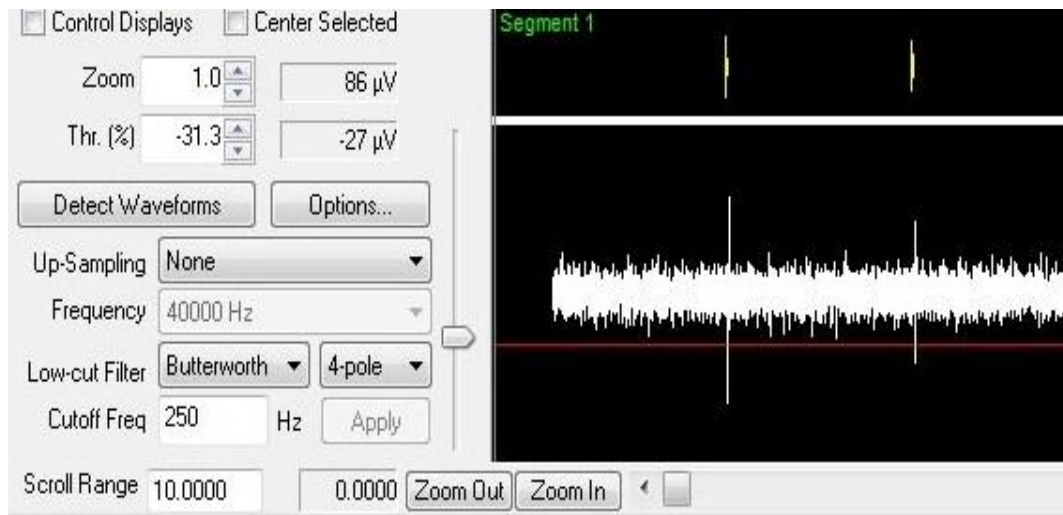 Control Displays Center Selected
Segment 1
Zoom 1.0 86 µV
Thr. (%) -31.3 -27 µV
Detect Waveforms Options...
Up-Sampling None
Frequency 40000 Hz
Low-cut Filter Butterworth 4-pole
Cutoff Freq 250 Hz Apply
Scroll Range 10.0000 0.0000 Zoom Out Zoom In